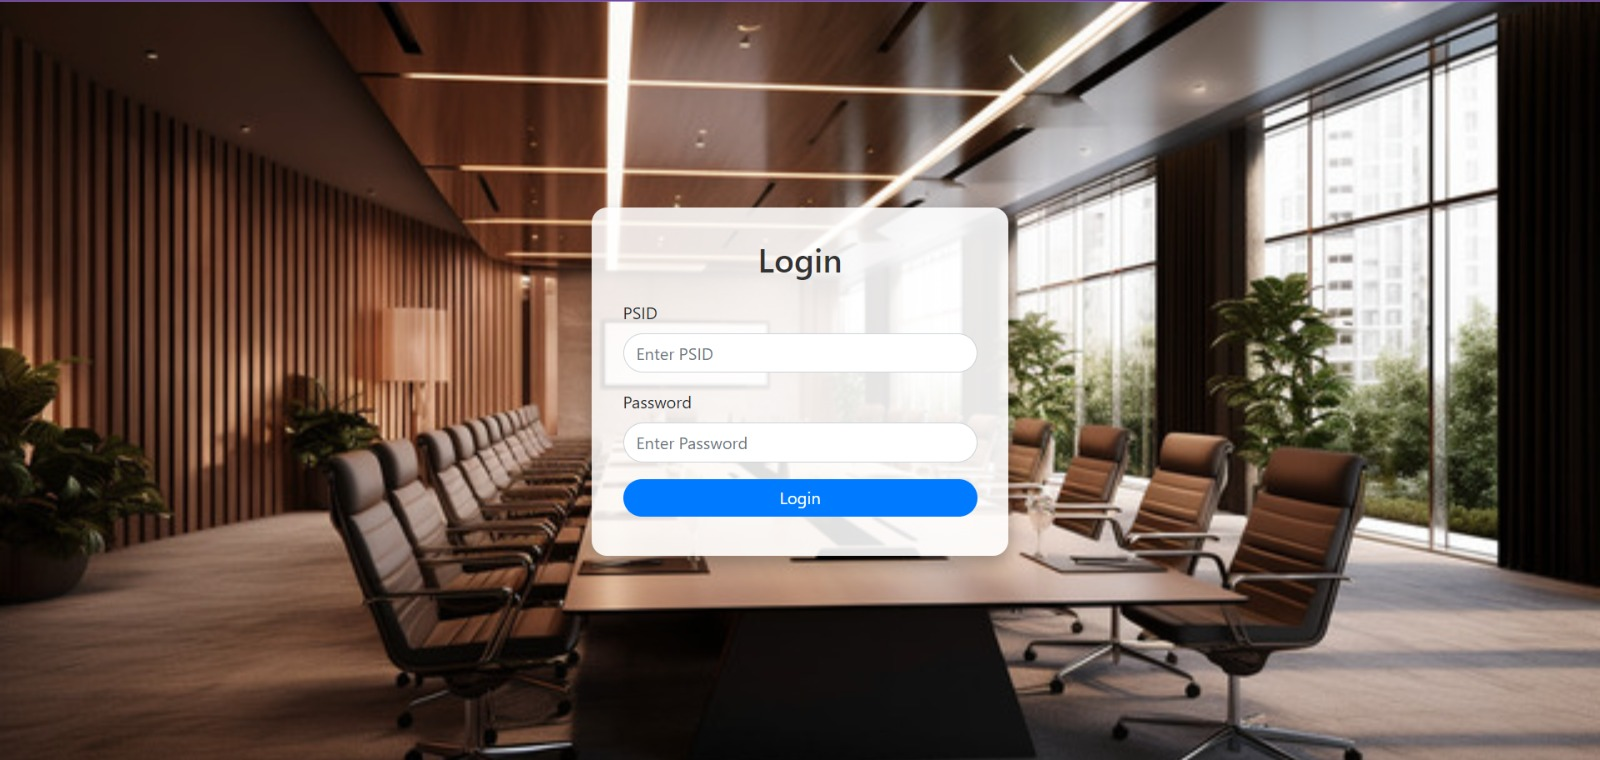 Login
PSID
Enter PSID
Password
Enter Password
Login